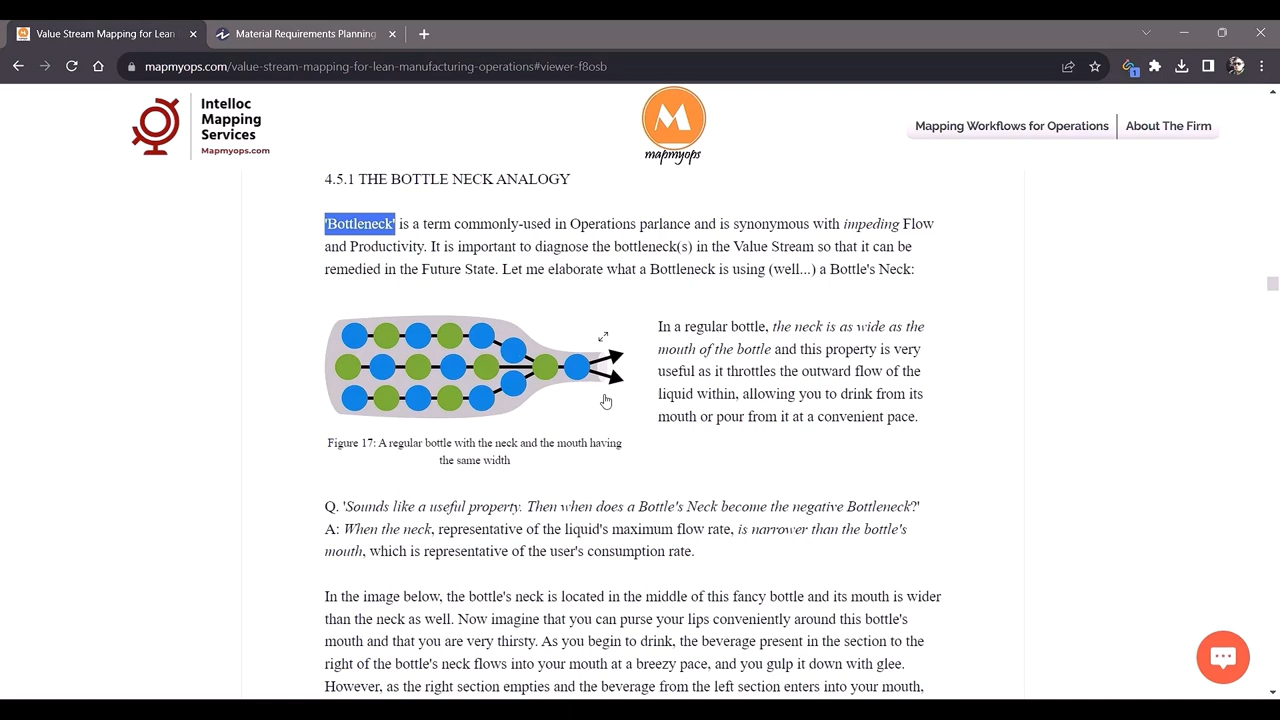 Value Stream Mapping for Lean
Material Requirements Planning
mapmyops.com/value-stream-mapping-for-lean-manufacturing-operations#viewer-f8osb
1
Intelloc
Mapping
Services
Mapmyops.com
M
mapmyops
Mapping Workflows for Operations
About The Firm
4.5.1 THE BOTTLE NECK ANALOGY
'Bottleneck' is a term commonly-used in Operations parlance and is synonymous with impeding Flow
and Productivity. It is important to diagnose the bottleneck(s) in the Value Stream so that it can be
remedied in the Future State. Let me elaborate what a Bottleneck is using (well...) a Bottle's Neck:
In a regular bottle, the neck is as wide as the
mouth of the bottle and this property is very
useful as it throttles the outward flow of the
liquid within, allowing you to drink from its
mouth or pour from it at a convenient pace.
Figure 17: A regular bottle with the neck and the mouth having
the same width
Q. 'Sounds like a useful property. Then when does a Bottle's Neck become the negative Bottleneck?'
A: When the neck, representative of the liquid's maximum flow rate, is narrower than the bottle's
mouth, which is representative of the user's consumption rate.
In the image below, the bottle's neck is located in the middle of this fancy bottle and its mouth is wider
than the neck as well. Now imagine that you can purse your lips conveniently around this bottle's
mouth and that you are very thirsty. As you begin to drink, the beverage present in the section to the
right of the bottle's neck flows into your mouth at a breezy pace, and you gulp it down with glee.
However, as the right section empties and the beverage from the left section enters into your mouth,